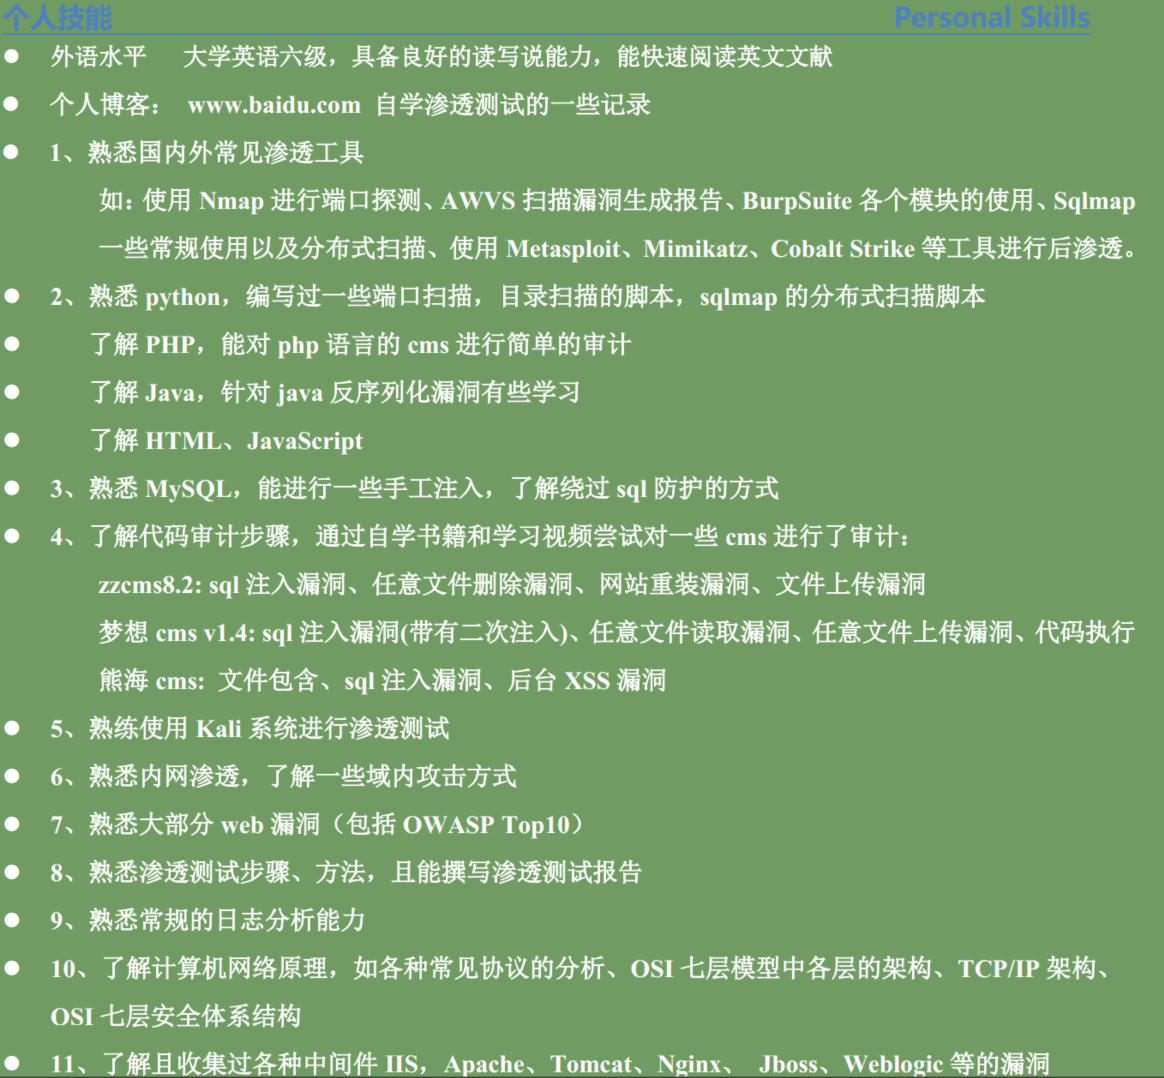 个人技能 Personal Skills
● 外语水平 大学英语六级，具备良好的读写说能力，能快速阅读英文文献
● 个人博客： www.baidu.com 自学渗透测试的一些记录
● 1、熟悉国内外常见渗透工具
如：使用 Nmap 进行端口探测、AWVS 扫描漏洞生成报告、BurpSuite 各个模块的使用、Sqlmap
一些常规使用以及分布式扫描、使用 Metasploit、Mimikatz、Cobalt Strike 等工具进行后渗透。
● 2、熟悉 python，编写过一些端口扫描，目录扫描的脚本，sqlmap 的分布式扫描脚本
● 了解 PHP，能对 php 语言的 cms 进行简单的审计
● 了解 Java，针对 java 反序列化漏洞有些学习
● 了解 HTML、JavaScript
● 3、熟悉 MySQL，能进行一些手工注入，了解绕过 sql 防护的方式
● 4、了解代码审计步骤，通过自学书籍和学习视频尝试对一些 cms 进行了审计：
zzcms8.2: sql 注入漏洞、任意文件删除漏洞、网站重装漏洞、文件上传漏洞
梦想 cms v1.4: sql 注入漏洞(带有二次注入)、任意文件读取漏洞、任意文件上传漏洞、代码执行
熊海 cms: 文件包含、sql 注入漏洞、后台 XSS 漏洞
● 5、熟练使用 Kali 系统进行渗透测试
● 6、熟悉内网渗透，了解一些域内攻击方式
● 7、熟悉大部分 web 漏洞（包括 OWASP Top10）
● 8、熟悉渗透测试步骤、方法，且能撰写渗透测试报告
● 9、熟悉常规的日志分析能力
● 10、了解计算机网络原理，如各种常见协议的分析、OSI 七层模型中各层的架构、TCP/IP 架构、
OSI 七层安全体系结构
● 11、了解且收集过各种中间件 IIS，Apache、Tomcat、Nginx、 Jboss、Weblogic 等的漏洞